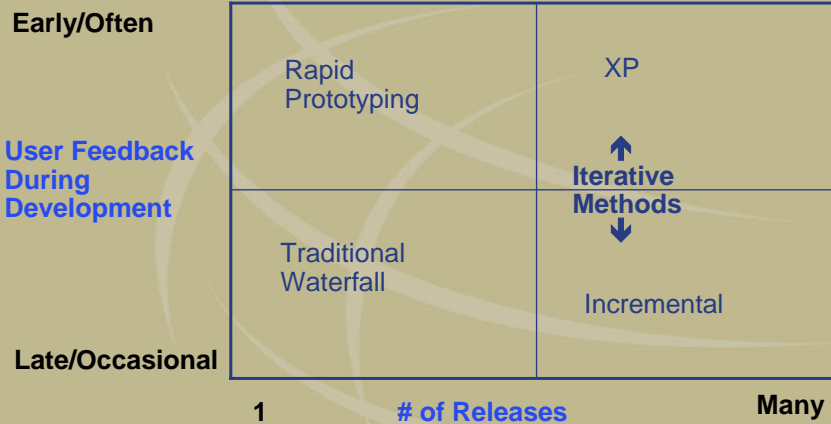 Early/Often
Rapid
Prototyping
XP
User Feedback
During
Development
Iterative
Methods
Traditional
Waterfall
Incremental
Late/Occasional
1
# of Releases
Many